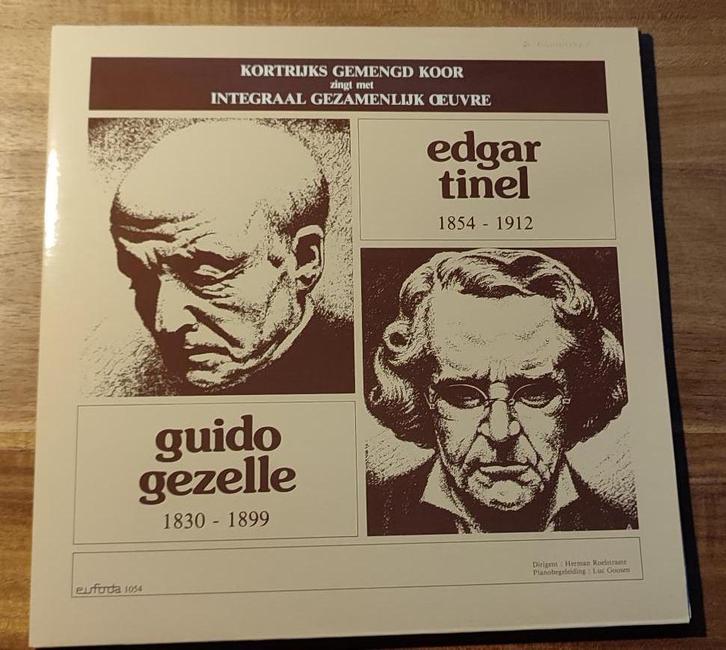 KORTRIJKS GEMENGD KOOR
zingt met
INTEGRAAL GEZAMENLIJK ŒUVRE
edgar
tinel
1854 - 1912
guido
gezelle
1830 - 1899
eufoda 1054
Dirigent : Herman Roelstraete
Pianobegeleiding : Luc Goosen